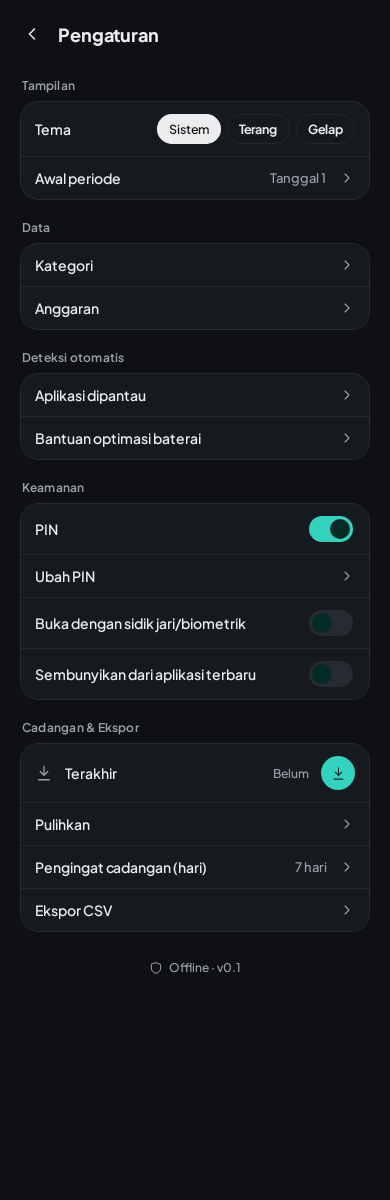 Pengaturan
Tampilan
Tema Sistem Terang Gelap
Awal periode Tanggal 1
Data
Kategori
Anggaran
Deteksi otomatis
Aplikasi dipantau
Bantuan optimasi baterai
Keamanan
PIN
Ubah PIN
Buka dengan sidik jari/biometrik
Sembunyikan dari aplikasi terbaru
Cadangan & Ekspor
Terakhir Belum
Pulihkan
Pengingat cadangan (hari) 7 hari
Ekspor CSV
Offline · v0.1